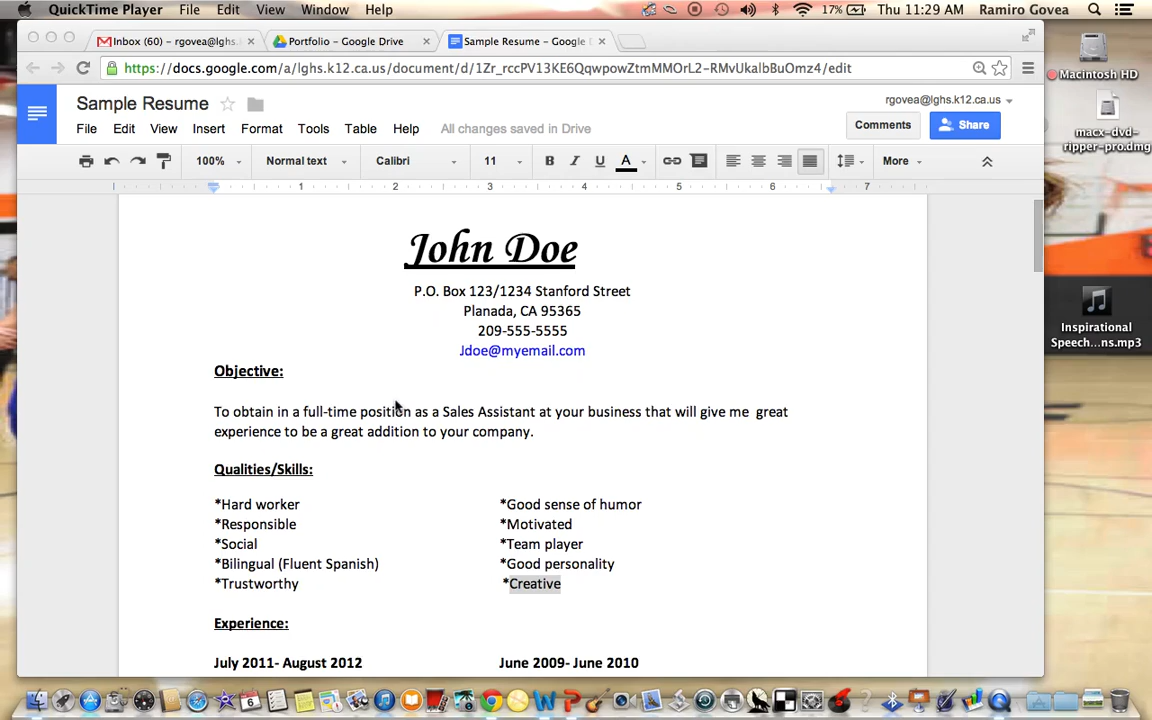 QuickTime Player File Edit View Window Help 17% Thu 11:29 AM Ramiro Govea
Inbox (60) – rgovea@lghs.k Portfolio – Google Drive Sample Resume – Google
https://docs.google.com/a/lghs.k12.ca.us/document/d/1Zr_rccPV13KE6QqwpowZtmMMOrL2-RMvUkalbBuOmz4/edit
Macintosh HD
Sample Resume
rgovea@lghs.k12.ca.us
File Edit View Insert Format Tools Table Help All changes saved in Drive
Comments Share
macx-dvd-
ripper-pro.dmg
100% Normal text Calibri 11 B I U A More
1 2 3 4 5 6 7
John Doe
P.O. Box 123/1234 Stanford Street
Planada, CA 95365
209-555-5555
Jdoe@myemail.com
Inspirational
Speech...ns.mp3
Objective:
To obtain in a full-time position as a Sales Assistant at your business that will give me  great
experience to be a great addition to your company.
Qualities/Skills:
*Hard worker *Good sense of humor
*Responsible *Motivated
*Social *Team player
*Bilingual (Fluent Spanish) *Good personality
*Trustworthy *Creative
Experience:
July 2011- August 2012 June 2009- June 2010